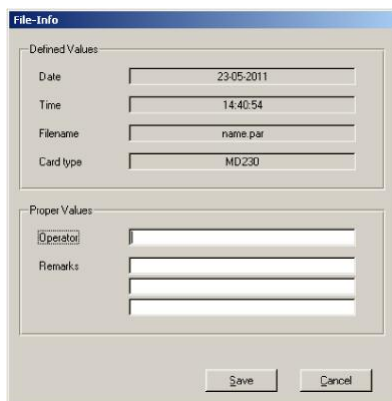 File-Info
Defined Values
Date 23-05-2011
Time 14:40:54
Filename name.par
Card type MD230
Proper Values
Operator
Remarks
Save Cancel